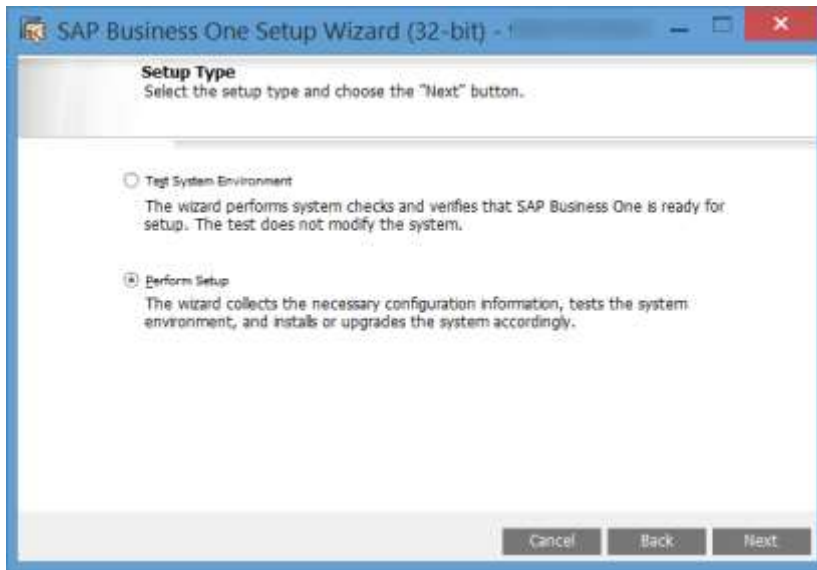 SAP Business One Setup Wizard (32-bit) -
Setup Type
Select the setup type and choose the "Next" button.
Test System Environment
The wizard performs system checks and verifies that SAP Business One is ready for
setup. The test does not modify the system.
Perform Setup
The wizard collects the necessary configuration information, tests the system
environment, and installs or upgrades the system accordingly.
Cancel Back Next